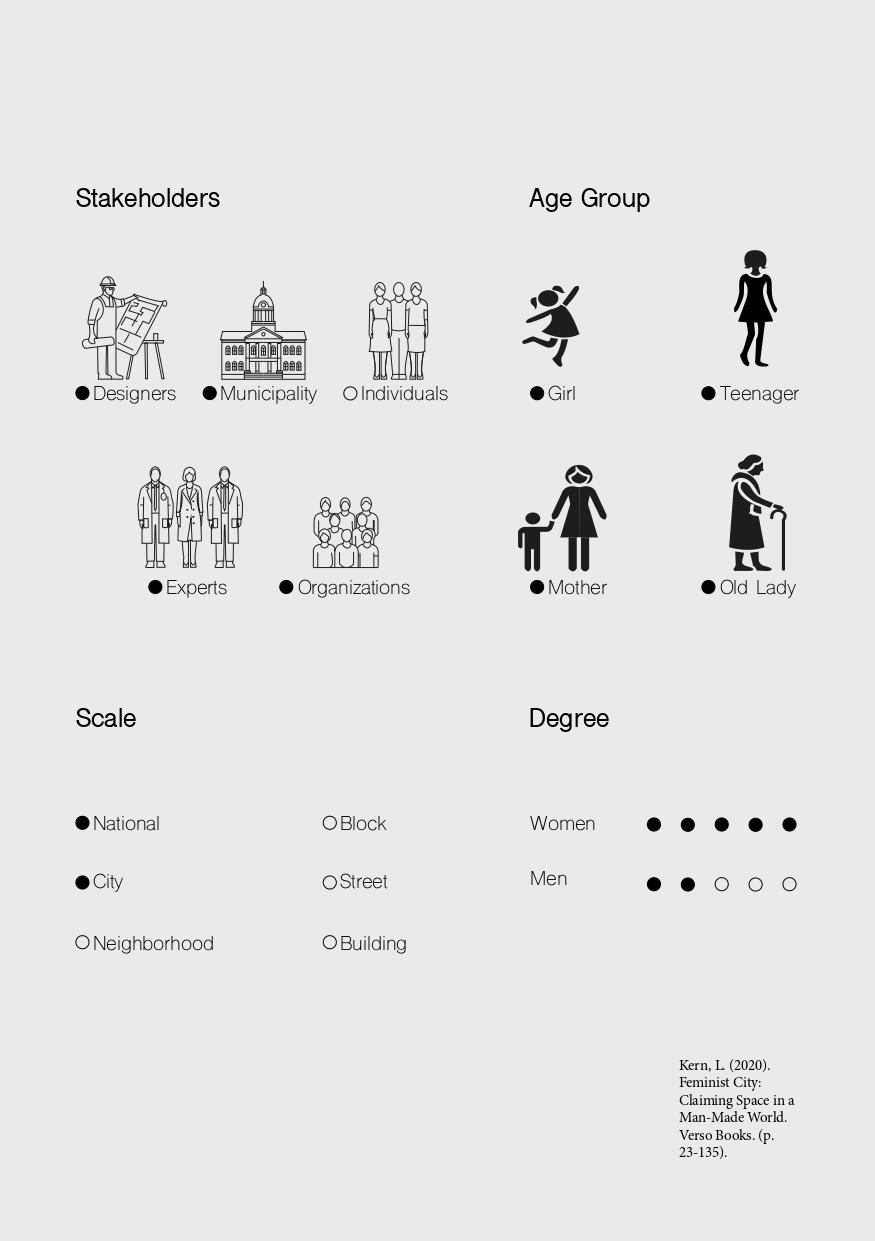 Stakeholders
Age Group
Designers
Municipality
Individuals
Girl
Teenager
Experts
Organizations
Mother
Old Lady
Scale
Degree
National
Block
Women
City
Street
Men
Neighborhood
Building
Kern, L. (2020).
Feminist City:
Claiming Space in a
Man-Made World.
Verso Books. (p.
23-135).